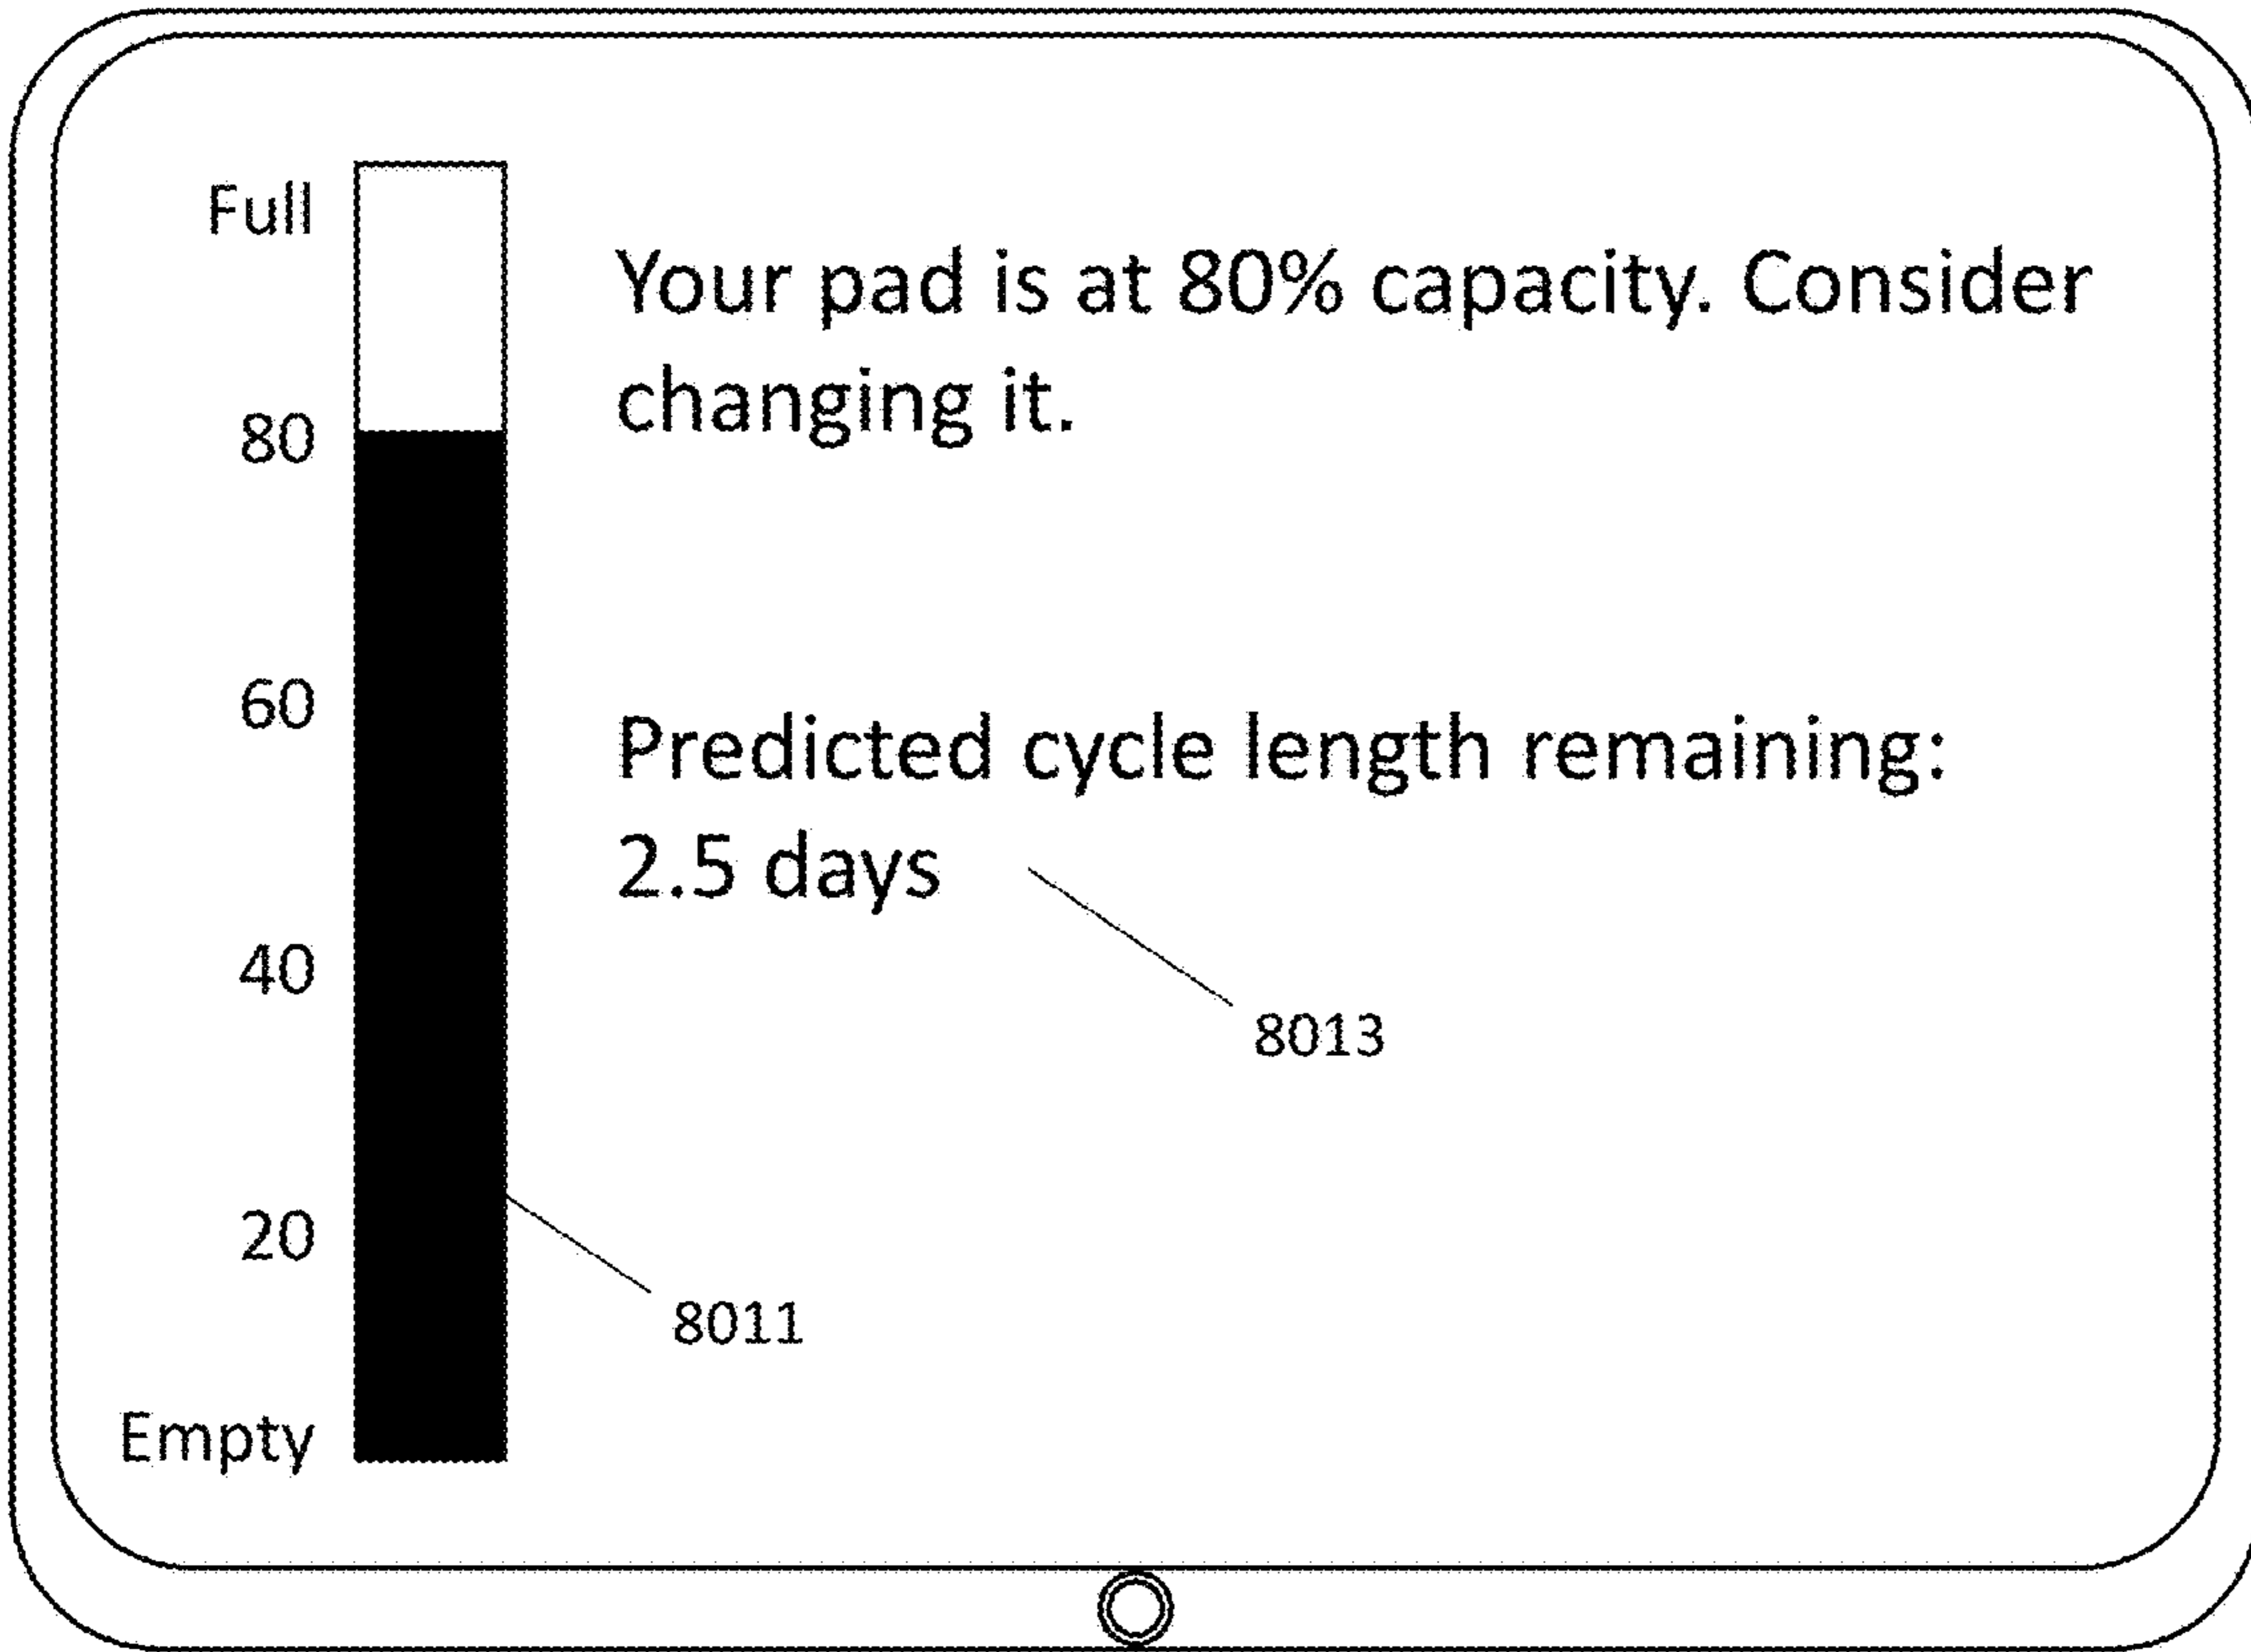 Full
80
60
40
20
Empty
Your pad is at 80% capacity. Consider
changing it.
Predicted cycle length remaining:
2.5 days
8013
8011